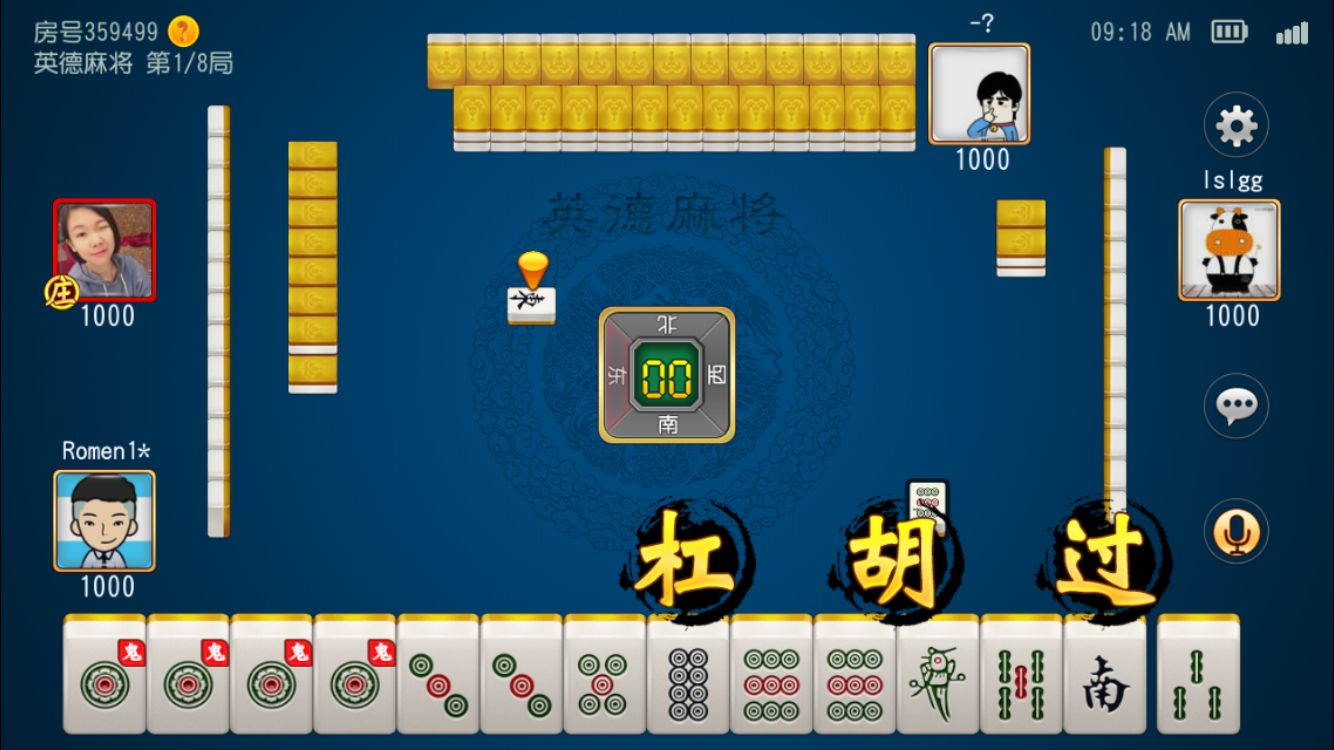 房号359499
?
英德麻将 第1/8局
-?
09:18 AM
1000
lslgg
1000
英德麻将
庄
1000
東
北
东
00
西
南
Romen1*
1000
杠 胡 过
鬼 鬼 鬼 鬼
南